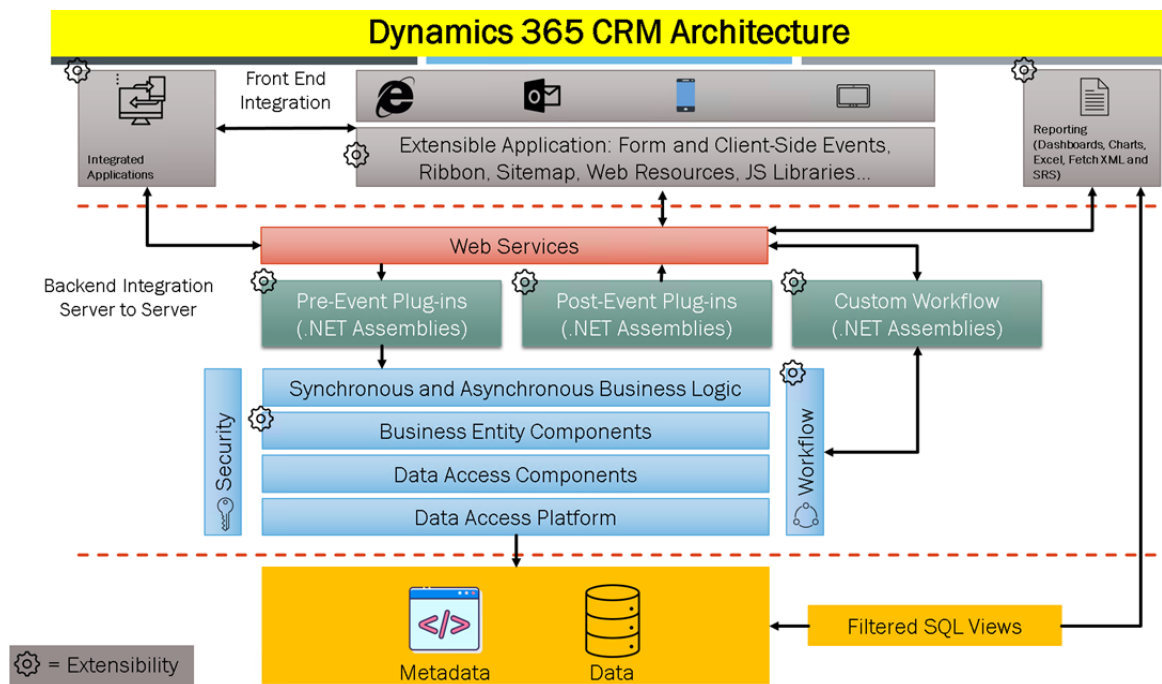 Dynamics 365 CRM Architecture
Front End
Integration
Integrated
Applications
Extensible Application: Form and Client-Side Events,
Ribbon, Sitemap, Web Resources, JS Libraries...
Reporting
(Dashboards, Charts,
Excel, Fetch XML and
SRS)
Web Services
Backend Integration
Server to Server
Pre-Event Plug-ins
(.NET Assemblies)
Post-Event Plug-ins
(.NET Assemblies)
Custom Workflow
(.NET Assemblies)
Security
Synchronous and Asynchronous Business Logic
Business Entity Components
Data Access Components
Data Access Platform
Workflow
Metadata
Data
Filtered SQL Views
= Extensibility